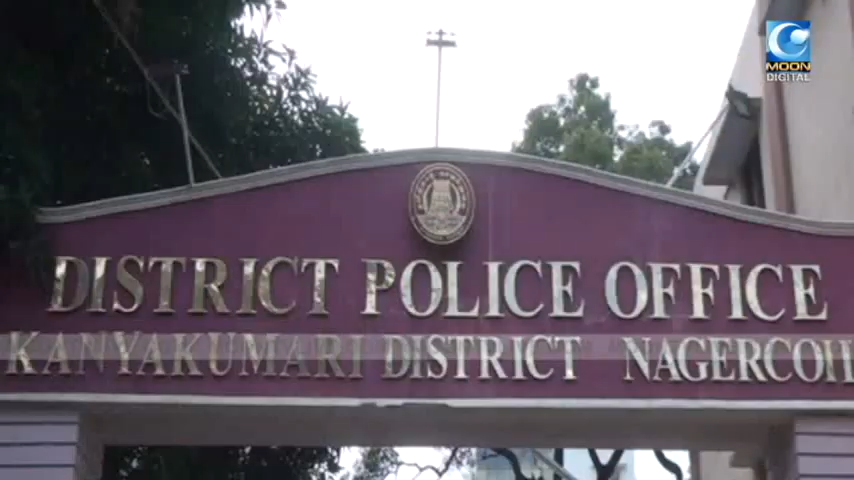 MOON
DIGITAL
DISTRICT POLICE OFFICE
KANYAKUMARI DISTRICT NAGERCOIL